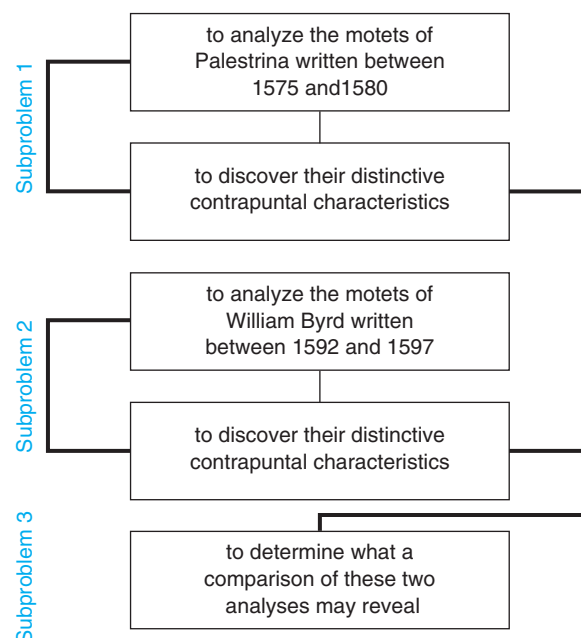 Subproblem 1
to analyze the motets of
Palestrina written between
1575 and1580
to discover their distinctive
contrapuntal characteristics
Subproblem 2
to analyze the motets of
William Byrd written
between 1592 and 1597
to discover their distinctive
contrapuntal characteristics
Subproblem 3
to determine what a
comparison of these two
analyses may reveal